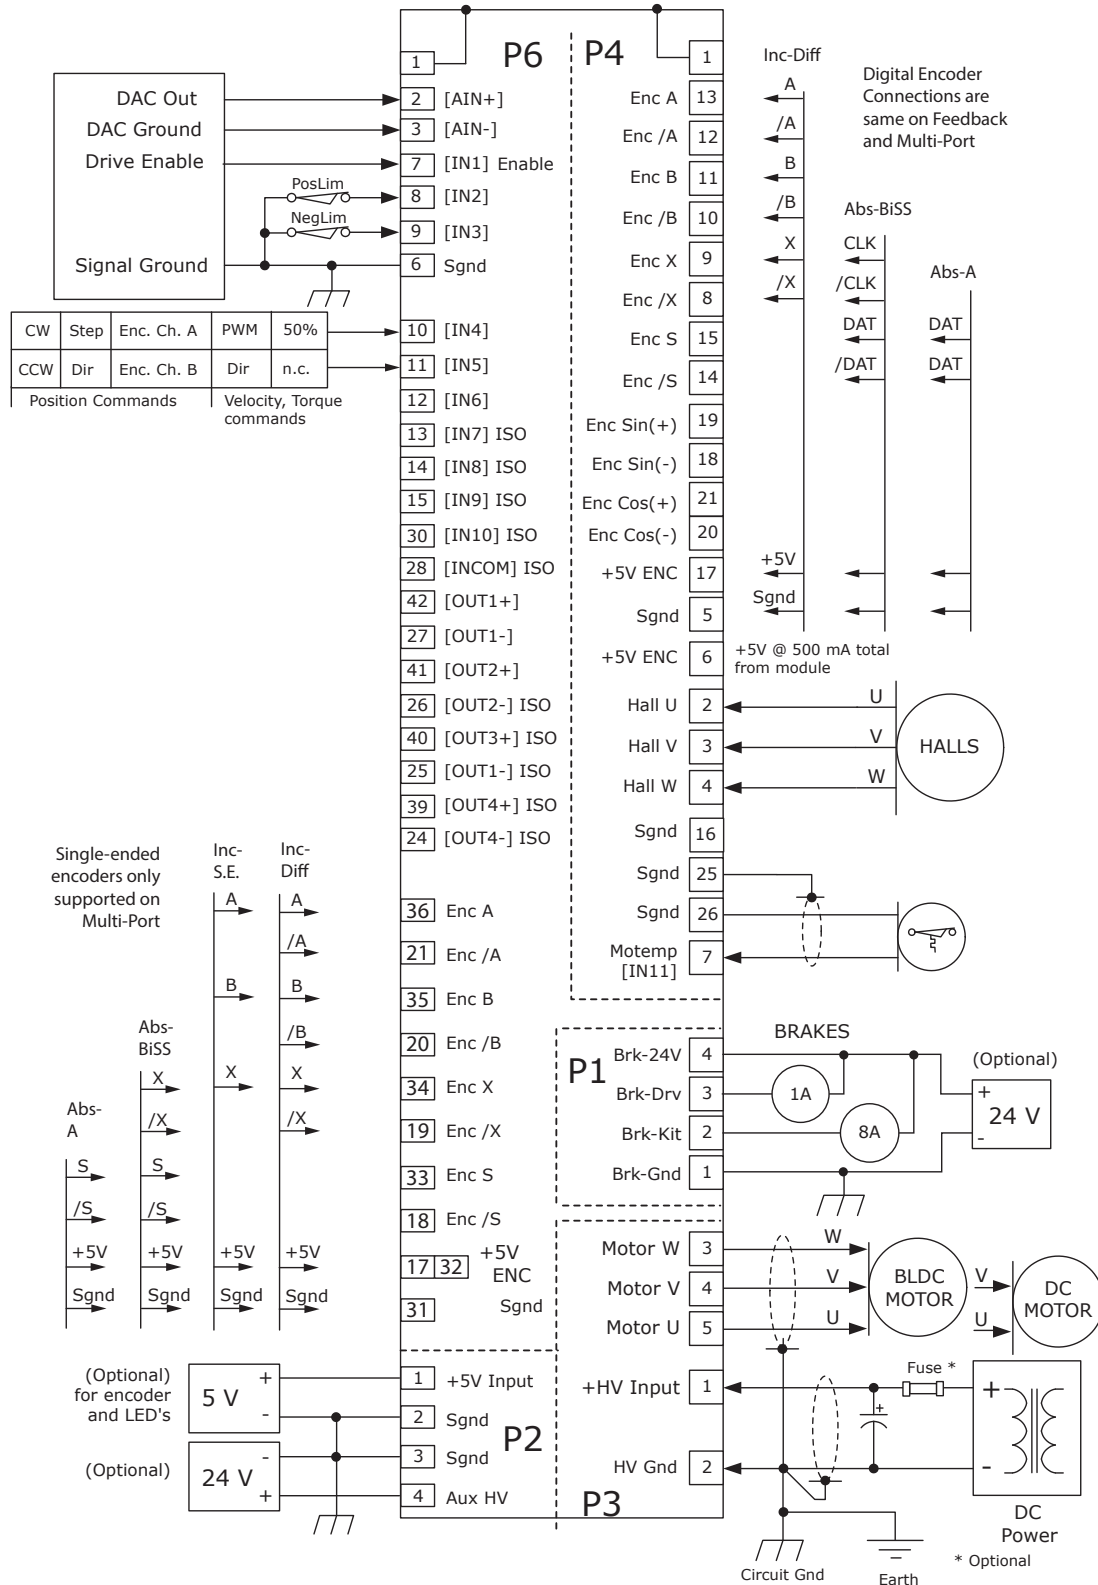 P6
P4
1
1
DAC Out
DAC Ground
Drive Enable
Signal Ground
2 [AIN+]
3 [AIN-]
7 [IN1] Enable
PosLim
8 [IN2]
NegLim
9 [IN3]
6 Sgnd
CW Step Enc. Ch. A PWM 50%
CCW Dir Enc. Ch. B Dir n.c.
Position Commands
Velocity, Torque
commands
10 [IN4]
11 [IN5]
12 [IN6]
13 [IN7] ISO
14 [IN8] ISO
15 [IN9] ISO
30 [IN10] ISO
28 [INCOM] ISO
42 [OUT1+]
27 [OUT1-]
41 [OUT2+]
26 [OUT2-] ISO
40 [OUT3+] ISO
25 [OUT1-] ISO
39 [OUT4+] ISO
24 [OUT4-] ISO
36 Enc A
21 Enc /A
35 Enc B
20 Enc /B
34 Enc X
19 Enc /X
33 Enc S
18 Enc /S
17 32 +5V
ENC
31 Sgnd
Single-ended
encoders only
supported on
Multi-Port
Inc-
S.E.
A
B
X
+5V
Sgnd
Inc-
Diff
A
/A
B
/B
X
/X
+5V
Sgnd
Abs-
BiSS
X
/X
S
/S
+5V
Sgnd
Abs-
A
S
/S
+5V
Sgnd
Enc A 13
Enc /A 12
Enc B 11
Enc /B 10
Enc X 9
Enc /X 8
Enc S 15
Enc /S 14
Enc Sin(+) 19
Enc Sin(-) 18
Enc Cos(+) 21
Enc Cos(-) 20
+5V ENC 17
Sgnd 5
+5V ENC 6
Hall U 2
Hall V 3
Hall W 4
Sgnd 16
Sgnd 25
Sgnd 26
Motemp
[IN11]
7
Inc-Diff
A
/A
B
/B
X
/X
+5V
Sgnd
Digital Encoder
Connections are
same on Feedback
and Multi-Port
Abs-BiSS
CLK
/CLK
DAT
/DAT
Abs-A
DAT
DAT
+5V @ 500 mA total
from module
U
V
W
HALLS
P1
BRAKES
Brk-24V 4
Brk-Drv 3
Brk-Kit 2
Brk-Gnd 1
1A
8A
(Optional)
+
24 V
-
Motor W 3
Motor V 4
Motor U 5
W
V
U
BLDC
MOTOR
V
U
DC
MOTOR
+HV Input 1
HV Gnd 2
P3
+
Fuse *
+
-
DC
Power
* Optional
Circuit Gnd
Earth
(Optional)
for encoder
and LED's
5 V
+
-
(Optional)
24 V
-
+
1 +5V Input
2 Sgnd
3 Sgnd
4 Aux HV
P2